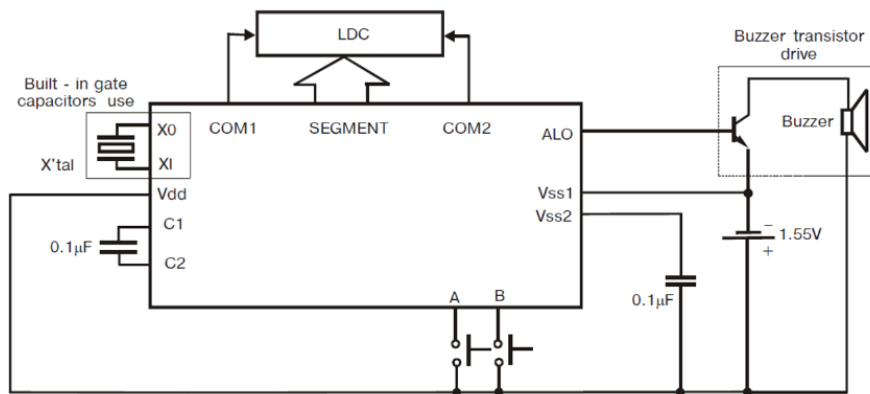 LDC
Buzzer transistor
drive
Built - in gate
capacitors use
X0
COM1
SEGMENT
COM2
ALO
Buzzer
X'tal
XI
Vdd
Vss1
Vss2
C1
0.1µF
C2
−
1.55V
+
0.1µF
A
B